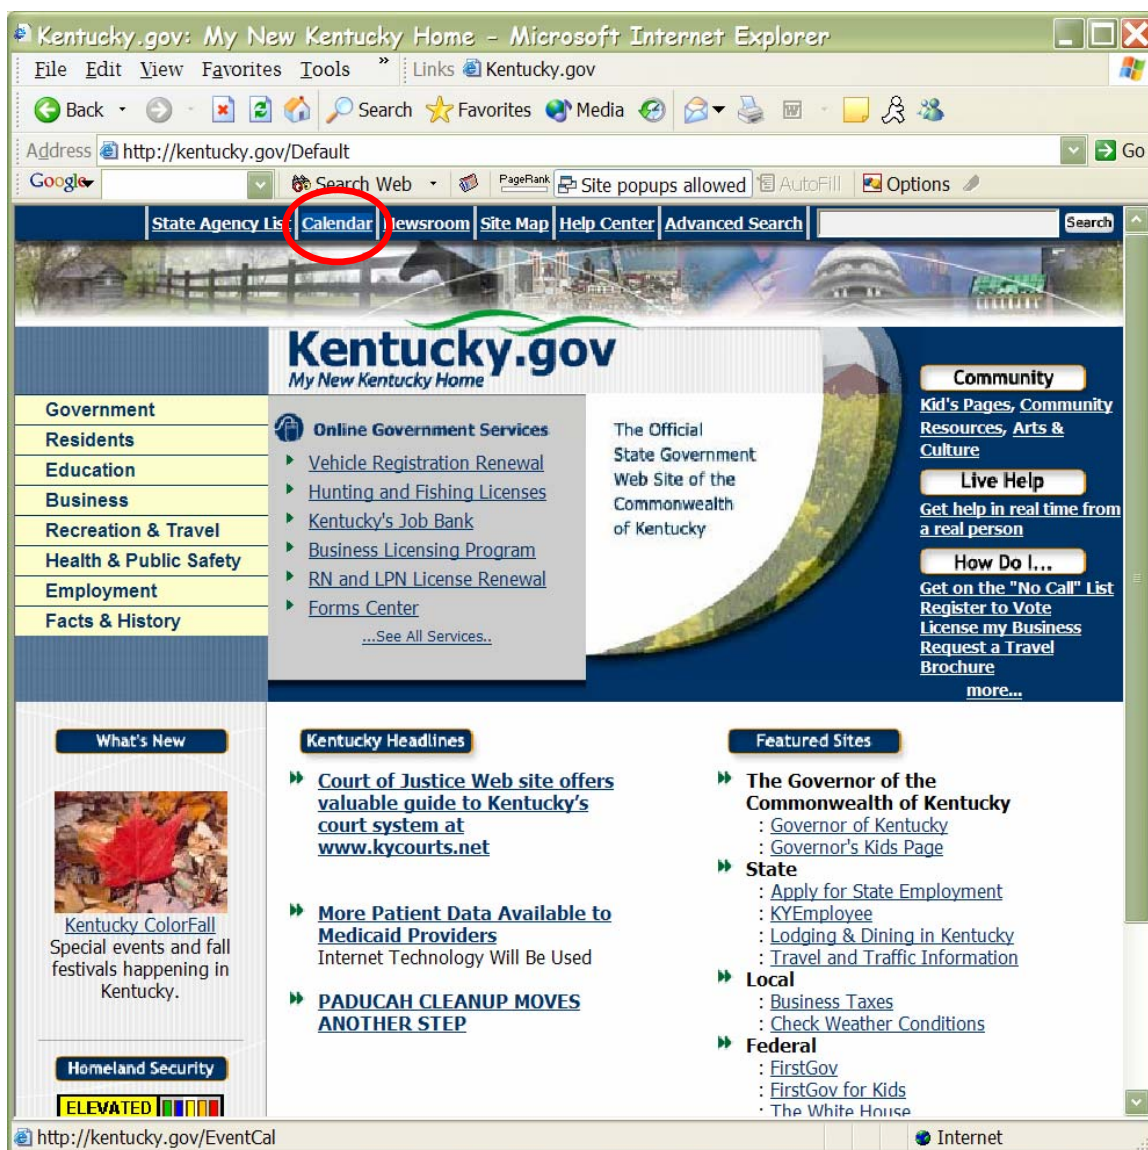 Kentucky.gov: My New Kentucky Home - Microsoft Internet Explorer
File Edit View Favorites Tools » Links Kentucky.gov
Back Search Favorites Media
Address http://kentucky.gov/Default Go
Google Search Web PageRank Site popups allowed AutoFill Options
State Agency List Calendar Newsroom Site Map Help Center Advanced Search Search
Kentucky.gov
My New Kentucky Home
Government
Residents
Education
Business
Recreation & Travel
Health & Public Safety
Employment
Facts & History
Online Government Services
Vehicle Registration Renewal
Hunting and Fishing Licenses
Kentucky's Job Bank
Business Licensing Program
RN and LPN License Renewal
Forms Center
...See All Services..
The Official
State Government
Web Site of the
Commonwealth
of Kentucky
Community
Kid's Pages, Community
Resources, Arts &
Culture
Live Help
Get help in real time from
a real person
How Do I...
Get on the "No Call" List
Register to Vote
License my Business
Request a Travel
Brochure
more...
What's New
Kentucky ColorFall
Special events and fall
festivals happening in
Kentucky.
Homeland Security
ELEVATED
Kentucky Headlines
Court of Justice Web site offers
valuable guide to Kentucky's
court system at
www.kycourts.net
More Patient Data Available to
Medicaid Providers
Internet Technology Will Be Used
PADUCAH CLEANUP MOVES
ANOTHER STEP
Featured Sites
The Governor of the
Commonwealth of Kentucky
: Governor of Kentucky
: Governor's Kids Page
State
: Apply for State Employment
: KYEmployee
: Lodging & Dining in Kentucky
: Travel and Traffic Information
Local
: Business Taxes
: Check Weather Conditions
Federal
: FirstGov
: FirstGov for Kids
: The White House
http://kentucky.gov/EventCal Internet